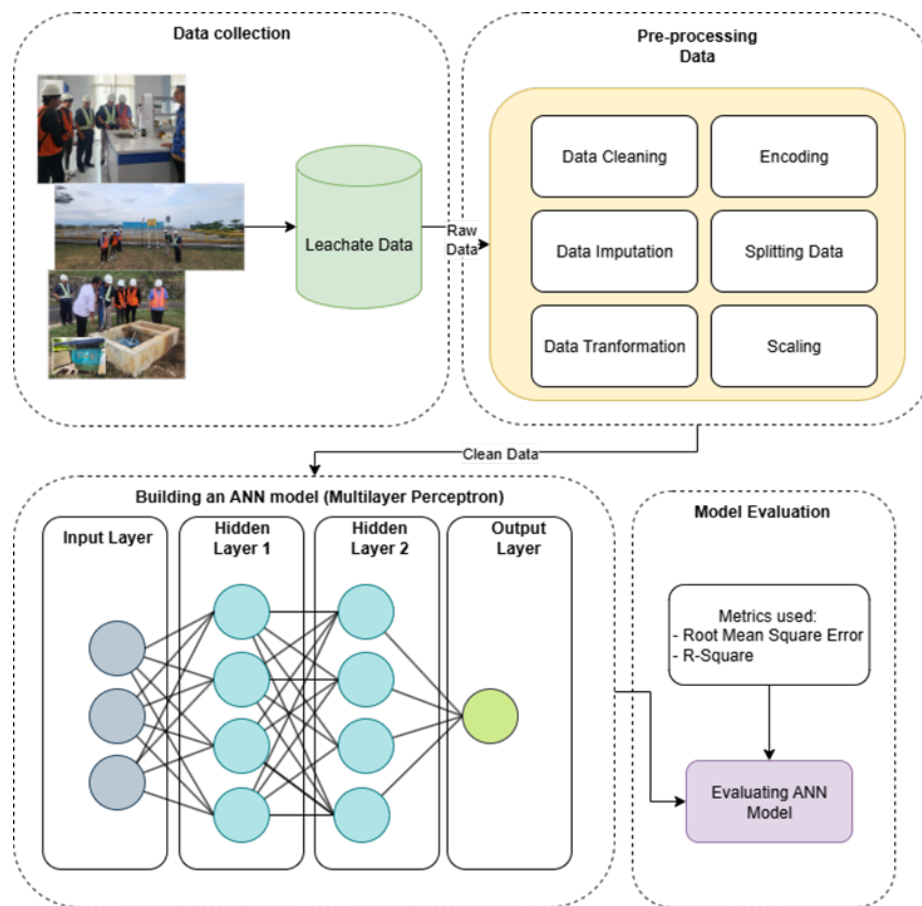 Data collection
Leachate Data
Raw
Data
Pre-processing
Data
Data Cleaning
Encoding
Data Imputation
Splitting Data
Data Tranformation
Scaling
Clean Data
Building an ANN model (Multilayer Perceptron)
Input Layer
Hidden
Layer 1
Hidden
Layer 2
Output
Layer
Model Evaluation
Metrics used:
- Root Mean Square Error
- R-Square
Evaluating ANN
Model